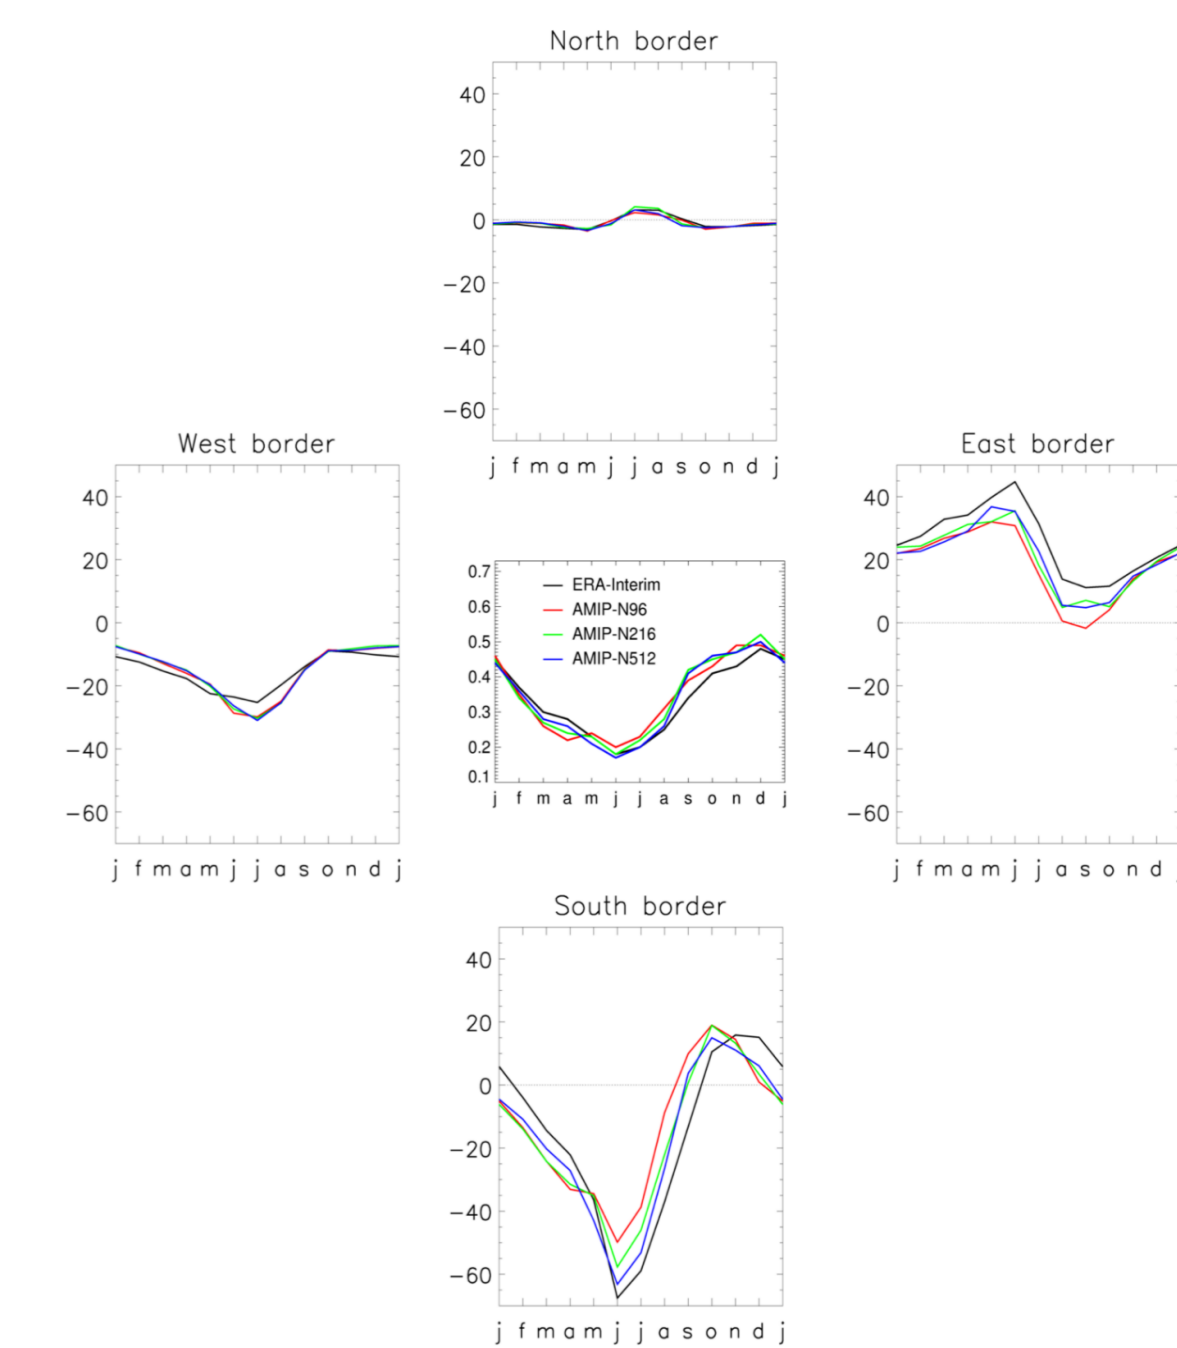 North border
40
20
0
−20
−40
−60
j f m a m j j a s o n d j
West border
40
20
0
−20
−40
−60
j f m a m j j a s o n d j
0.7
0.6
0.5
0.4
0.3
0.2
0.1
ERA-Interim
AMIP-N96
AMIP-N216
AMIP-N512
j f m a m j j a s o n d j
East border
40
20
0
−20
−40
−60
j f m a m j j a s o n d
South border
40
20
0
−20
−40
−60
j f m a m j j a s o n d j